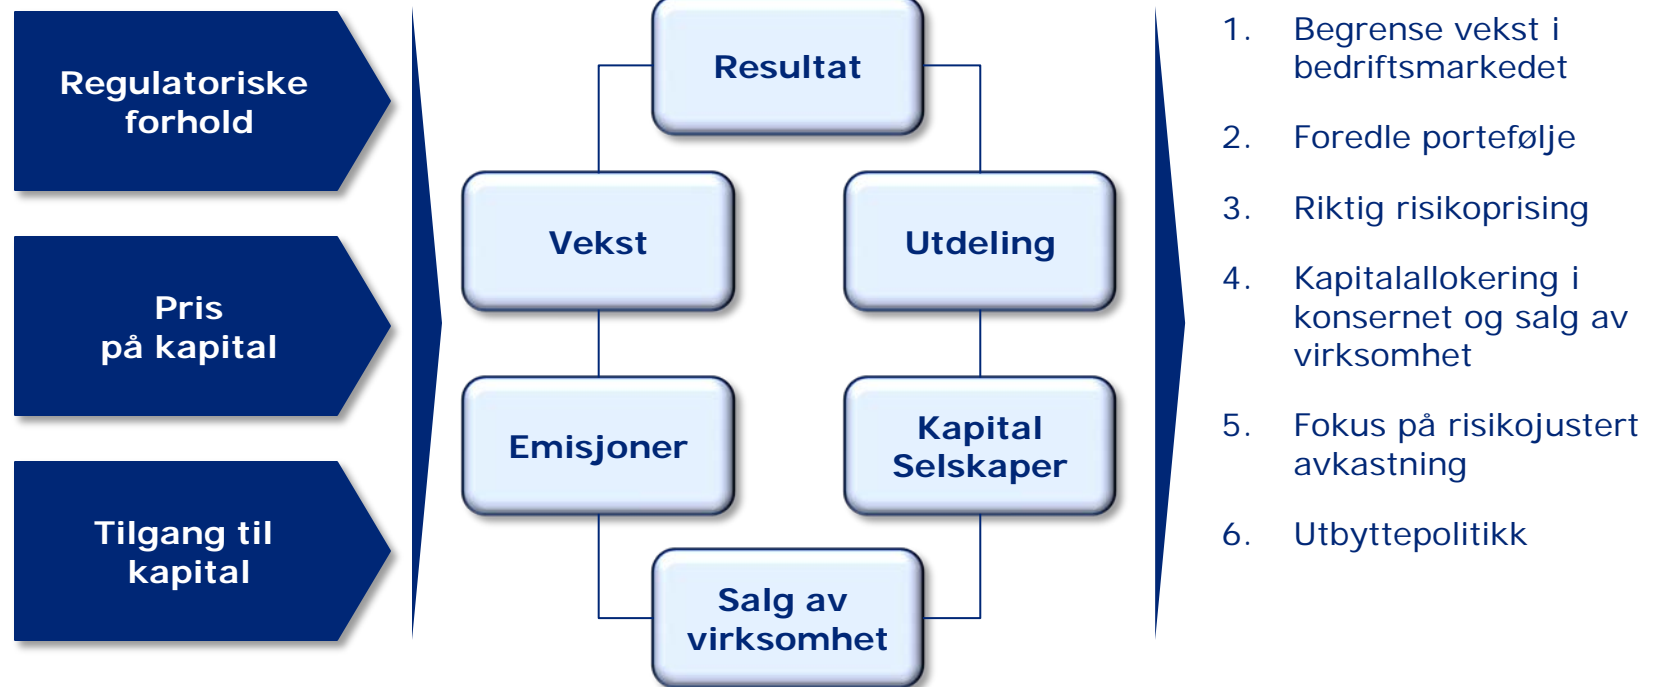 Regulatoriske
forhold
Pris
på kapital
Tilgang til
kapital
Resultat
Vekst
Utdeling
Emisjoner
Kapital
Selskaper
Salg av
virksomhet
1. Begrense vekst i
bedriftsmarkedet
2. Foredle portefølje
3. Riktig risikoprising
4. Kapitalallokering i
konsernet og salg av
virksomhet
5. Fokus på risikojustert
avkastning
6. Utbyttepolitikk